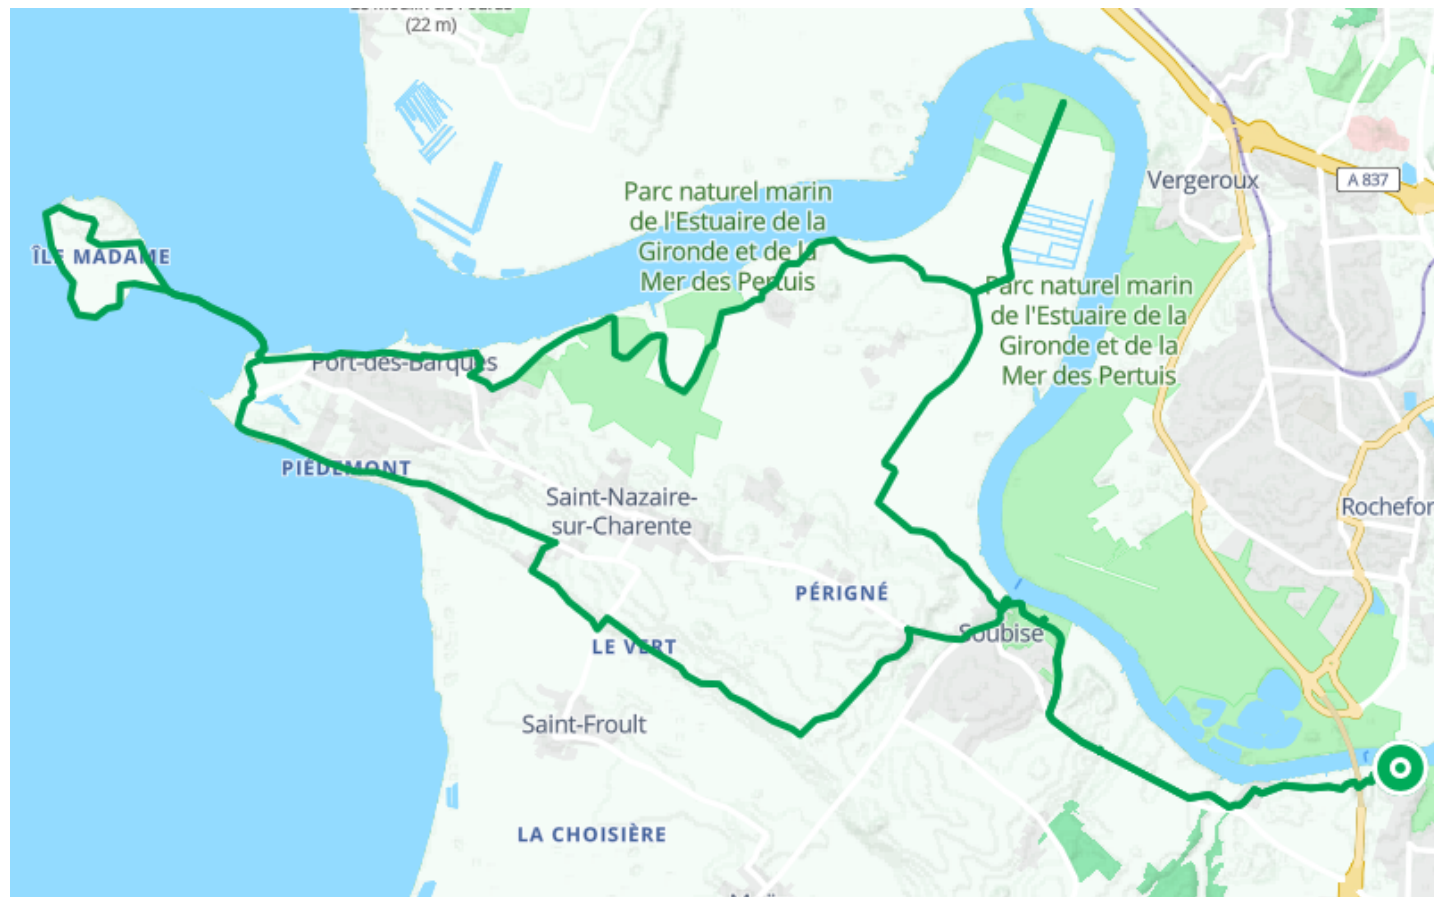 (22 m)
Vergeroux
A 837
Parc naturel marin
de l'Estuaire de la
Gironde et de la
Mer des Pertuis
ÎLE MADAME
Parc naturel marin
de l'Estuaire de la
Gironde et de la
Mer des Pertuis
Port-des-Barques
PIÉDEMONT
Saint-Nazaire-
sur-Charente
Rochefor
PÉRIGNÉ
Soubise
LE VERT
Saint-Froult
LA CHOISIÈRE